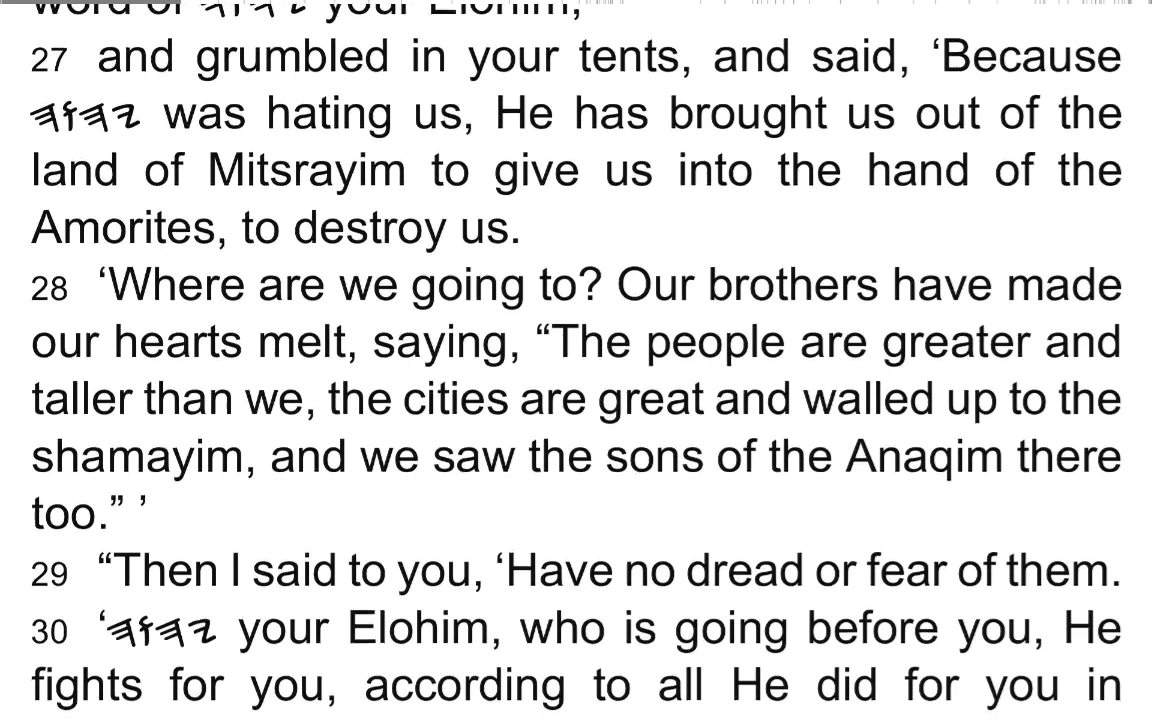 word of 𐤉𐤄𐤅𐤄 your Elohim,
27 and grumbled in your tents, and said, ‘Because
𐤉𐤄𐤅𐤄 was hating us, He has brought us out of the
land of Mitsrayim to give us into the hand of the
Amorites, to destroy us.
28 ‘Where are we going to? Our brothers have made
our hearts melt, saying, “The people are greater and
taller than we, the cities are great and walled up to the
shamayim, and we saw the sons of the Anaqim there
too.” ’
29 “Then I said to you, ‘Have no dread or fear of them.
30 ‘𐤉𐤄𐤅𐤄 your Elohim, who is going before you, He
fights for you, according to all He did for you in